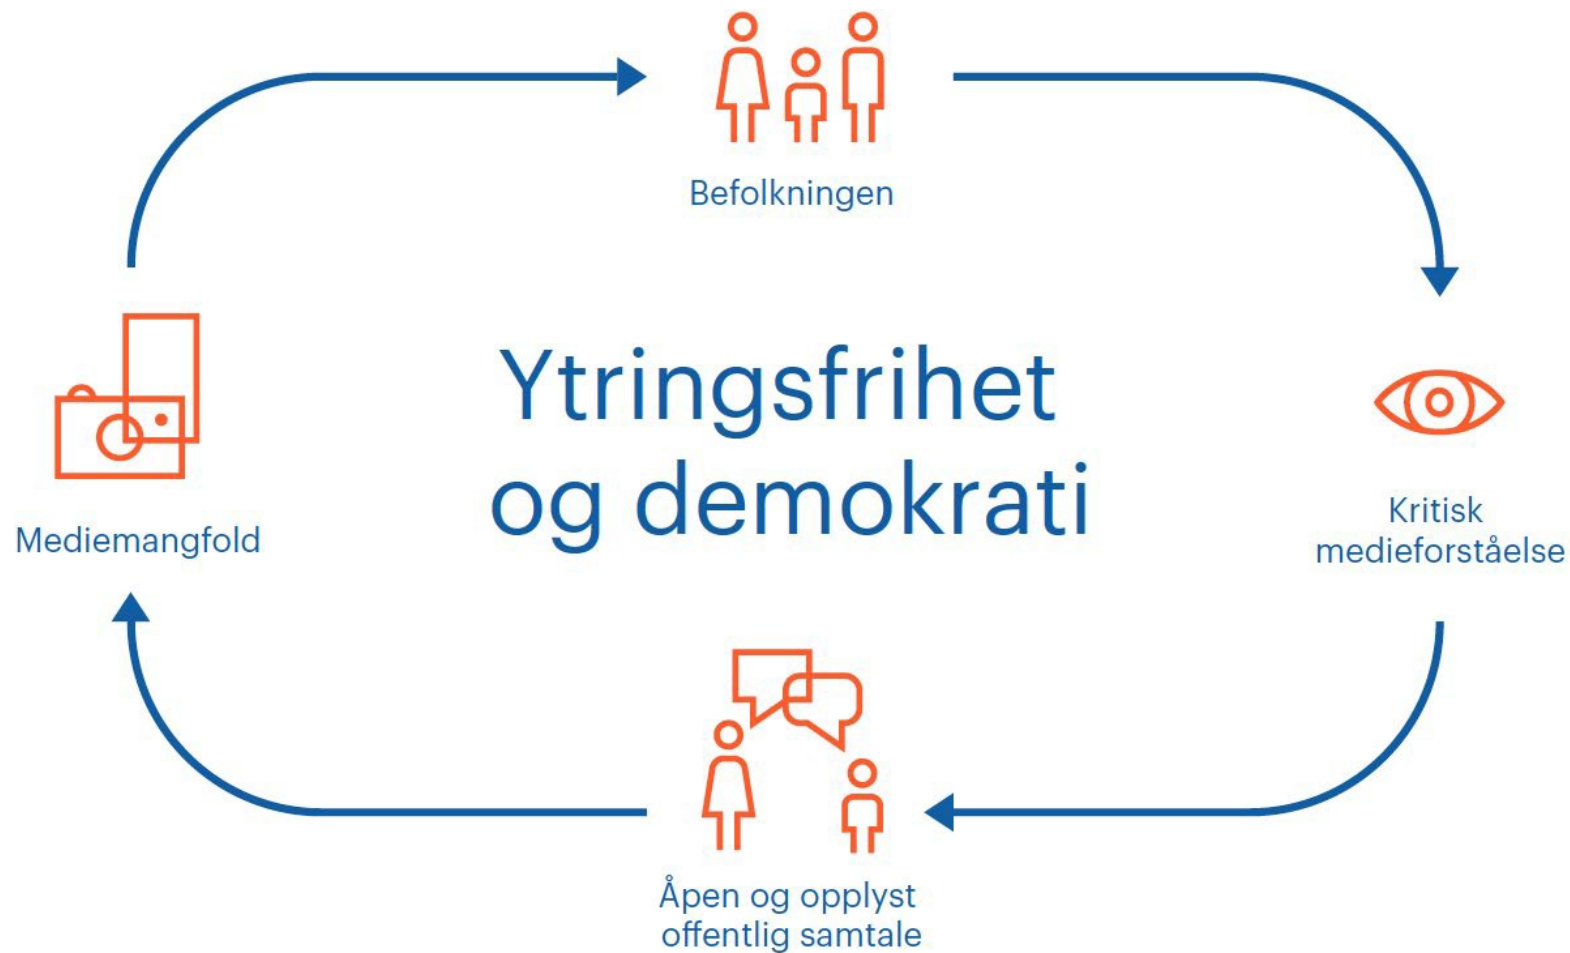 Befolkningen
Ytringsfrihet
og demokrati
Mediemangfold
Kritisk
medieforståelse
Åpen og opplyst
offentlig samtale